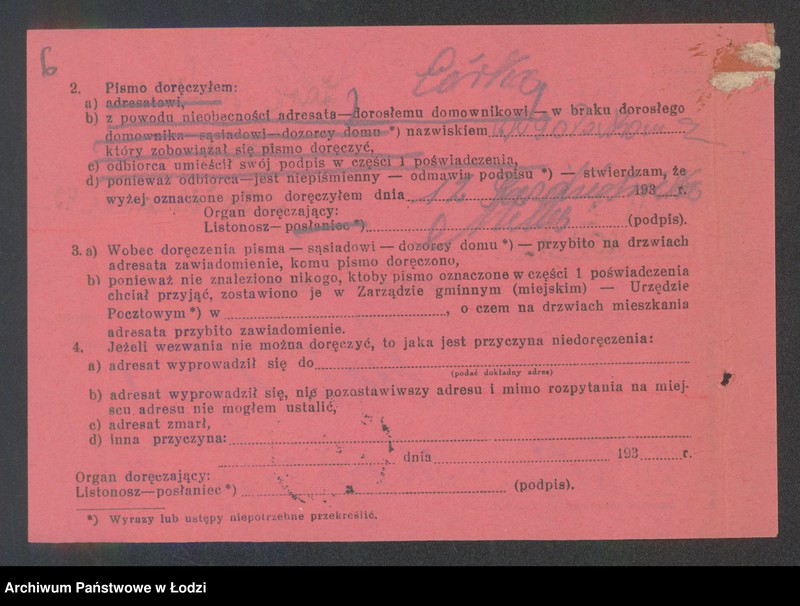 6
Córka
2. Pismo doręczyłem:
a) adresatowi,
b) z powodu nieobecności adresata—dorosłemu domownikowi — w braku dorosłego
domownika—sąsiadowi—dozorcy domu *) nazwiskiem
który zobowiązał się pismo doręczyć,
c) odbiorca umieścił swój podpis w części 1 poświadczenia,
d) ponieważ odbiorca—jest niepiśmienny — odmawia podpisu *) — stwierdzam, że
wyżej oznaczone pismo doręczyłem dnia 12 października 193 r.
Organ doręczający:
Listonosz—posłaniec *) (podpis).
3. a) Wobec doręczenia pisma — sąsiadowi — dozorcy domu *) — przybito na drzwiach
adresata zawiadomienie, komu pismo doręczono,
b) ponieważ nie znaleziono nikogo, ktoby pismo oznaczone w części 1 poświadczenia
chciał przyjąć, zostawiono je w Zarządzie gminnym (miejskim) — Urzędzie
Pocztowym *) w , o czem na drzwiach mieszkania
adresata przybito zawiadomienie.
4. Jeżeli wezwania nie można doręczyć, to jaka jest przyczyna niedoręczenia:
a) adresat wyprowadził się do
(podać dokładny adres)
b) adresat wyprowadził się, nie pozostawiwszy adresu i mimo rozpytania na miej-
scu adresu nie mogłem ustalić,
c) adresat zmarł,
d) inna przyczyna:
dnia 193 r.
Organ doręczający:
Listonosz—posłaniec *) (podpis).
*) Wyrazy lub ustępy niepotrzebne przekreślić.
Archiwum Państwowe w Łodzi